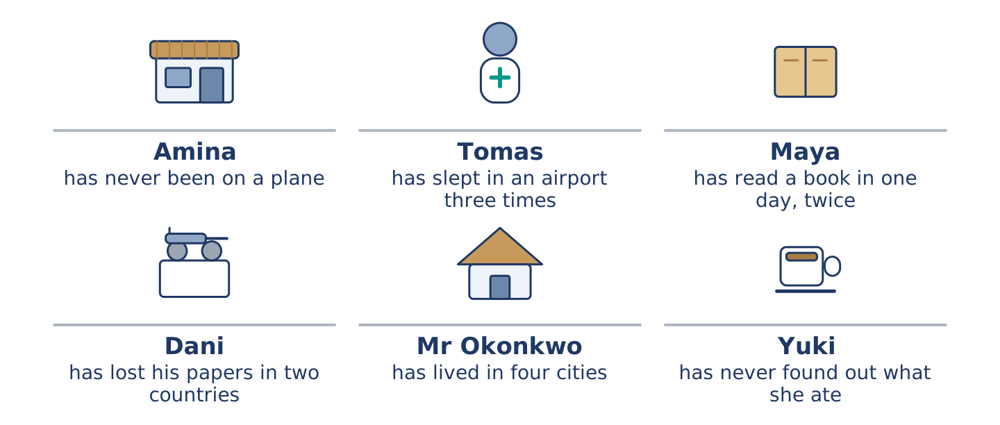 Amina
has never been on a plane
Tomas
has slept in an airport
three times
Maya
has read a book in one
day, twice
Dani
has lost his papers in two
countries
Mr Okonkwo
has lived in four cities
Yuki
has never found out what
she ate